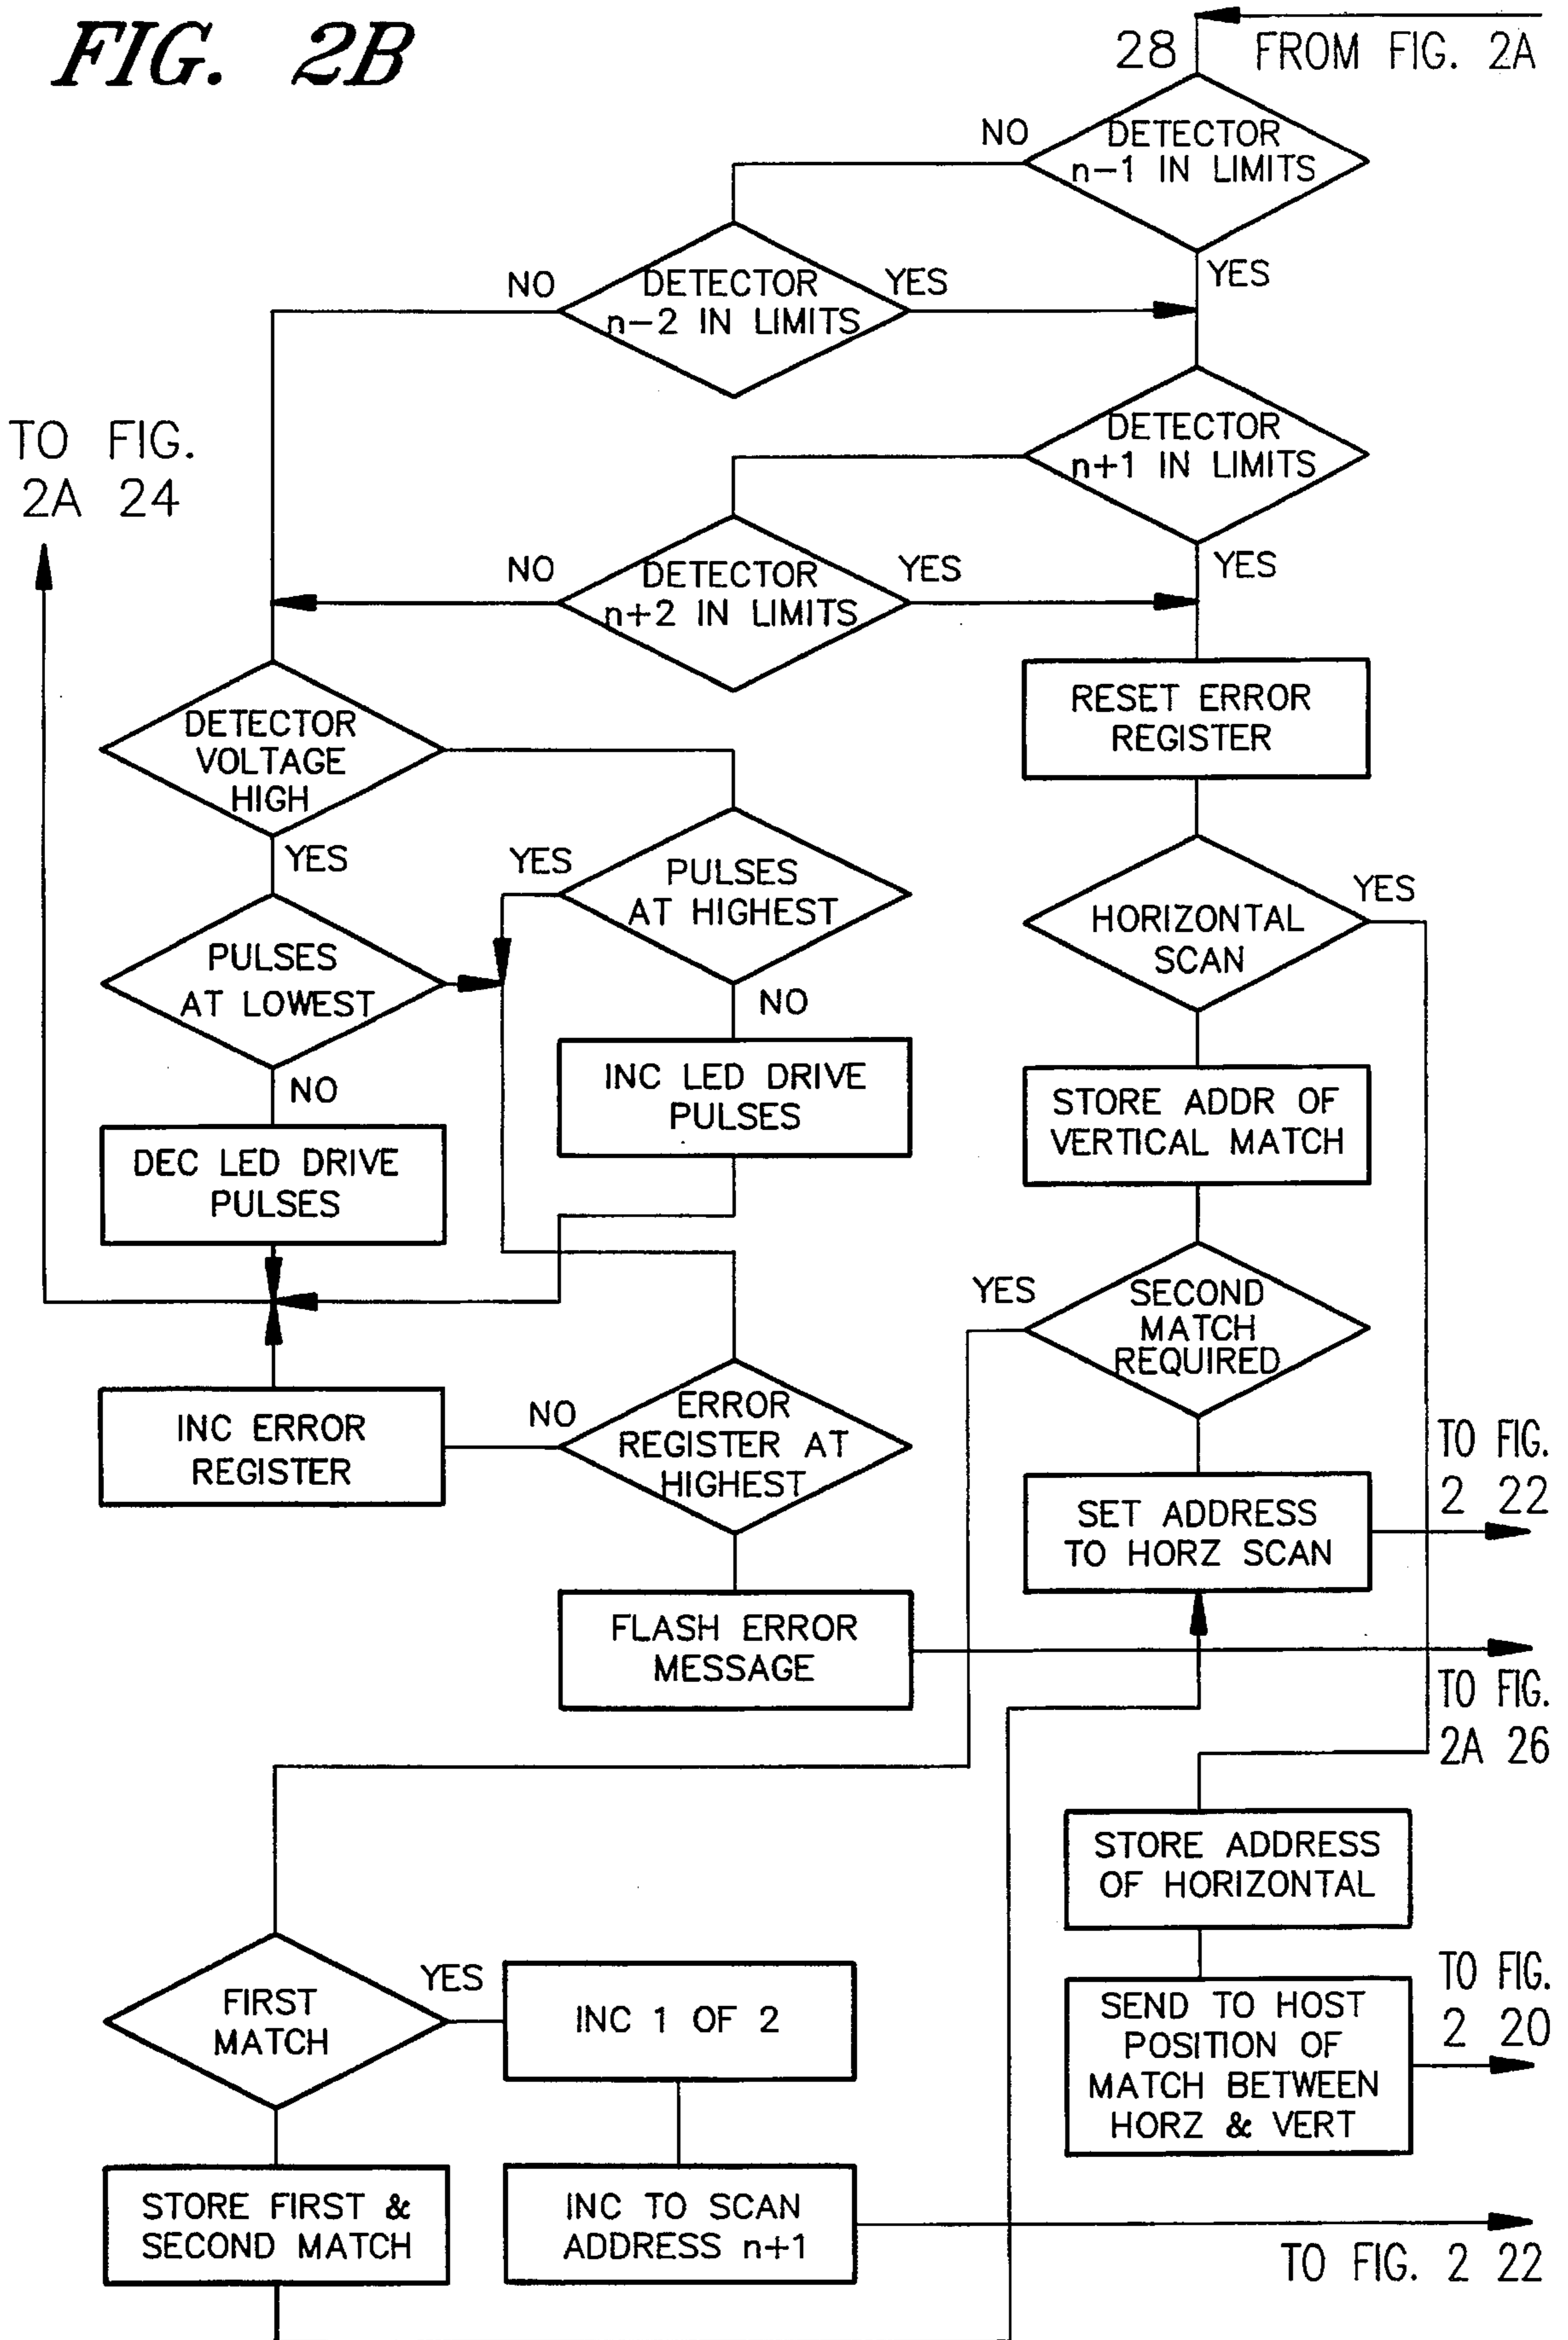 FIG. 2B
28
FROM FIG. 2A
NO
DETECTOR
n-1 IN LIMITS
YES
NO
DETECTOR
n-2 IN LIMITS
YES
TO FIG.
2A 24
DETECTOR
n+1 IN LIMITS
YES
NO
DETECTOR
n+2 IN LIMITS
YES
RESET ERROR
REGISTER
DETECTOR
VOLTAGE
HIGH
YES
YES
PULSES
AT HIGHEST
NO
HORIZONTAL
SCAN
YES
PULSES
AT LOWEST
NO
INC LED DRIVE
PULSES
STORE ADDR OF
VERTICAL MATCH
DEC LED DRIVE
PULSES
YES
SECOND
MATCH
REQUIRED
INC ERROR
REGISTER
NO
ERROR
REGISTER AT
HIGHEST
SET ADDRESS
TO HORZ SCAN
TO FIG.
2 22
FLASH ERROR
MESSAGE
TO FIG.
2A 26
STORE ADDRESS
OF HORIZONTAL
FIRST
MATCH
YES
INC 1 OF 2
SEND TO HOST
POSITION OF
MATCH BETWEEN
HORZ & VERT
TO FIG.
2 20
STORE FIRST &
SECOND MATCH
INC TO SCAN
ADDRESS n+1
TO FIG. 2 22